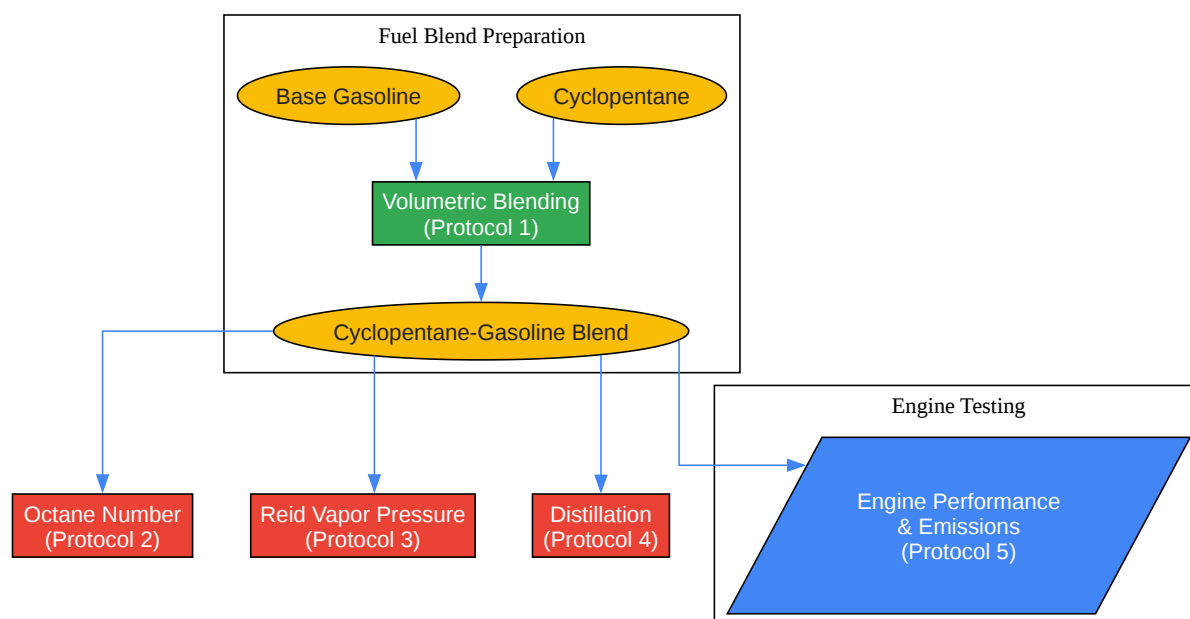 Fuel Blend Preparation
Base Gasoline
Cyclopentane
Volumetric Blending
(Protocol 1)
Cyclopentane-Gasoline Blend
Engine Testing
Octane Number
(Protocol 2)
Reid Vapor Pressure
(Protocol 3)
Distillation
(Protocol 4)
Engine Performance
& Emissions
(Protocol 5)